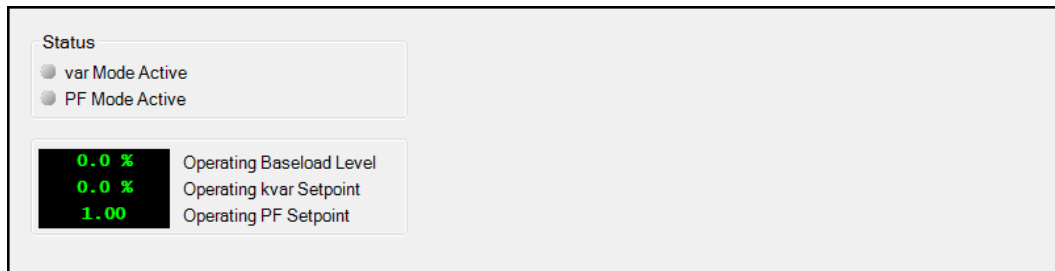 Status
var Mode Active
PF Mode Active
0.0 % Operating Baseload Level
0.0 % Operating kvar Setpoint
1.00 Operating PF Setpoint